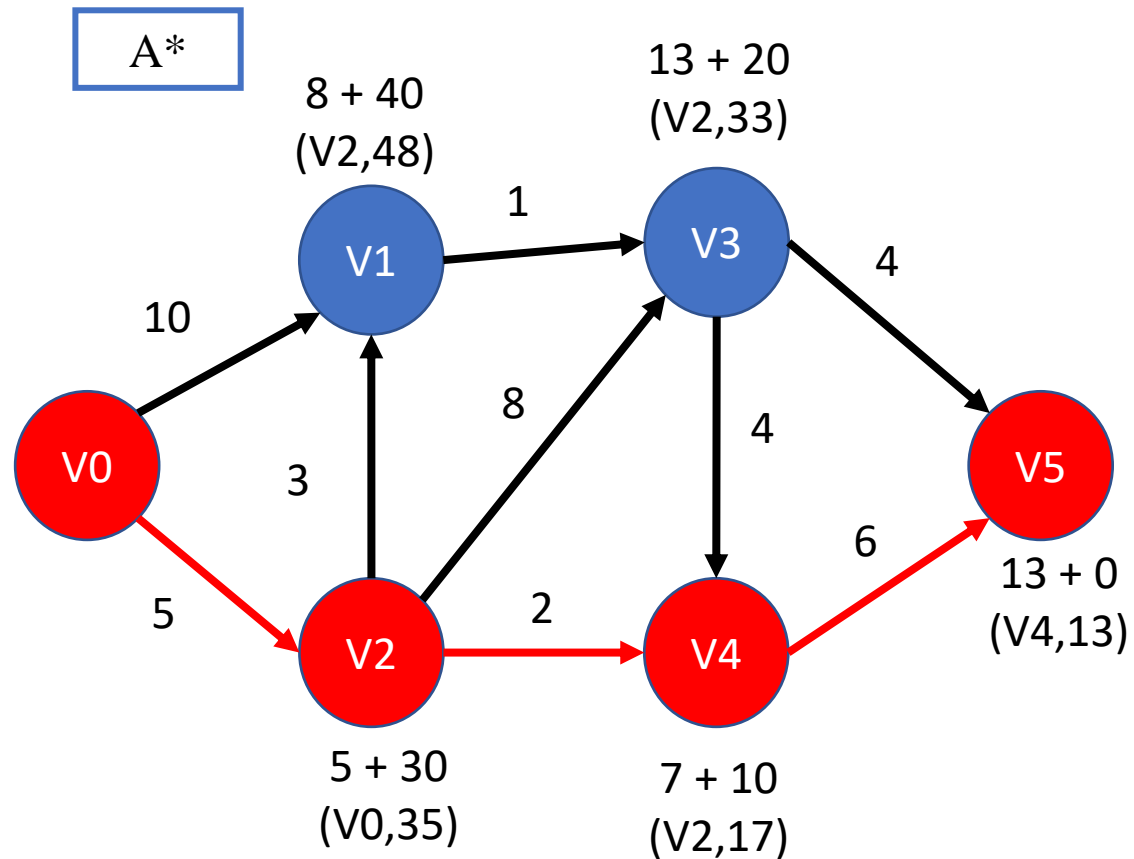 A*
8 + 40
(V2,48)
13 + 20
(V2,33)
1
V1
V3
4
10
8
4
V0
3
V5
6
5
2
13 + 0
(V4,13)
V2
V4
5 + 30
(V0,35)
7 + 10
(V2,17)